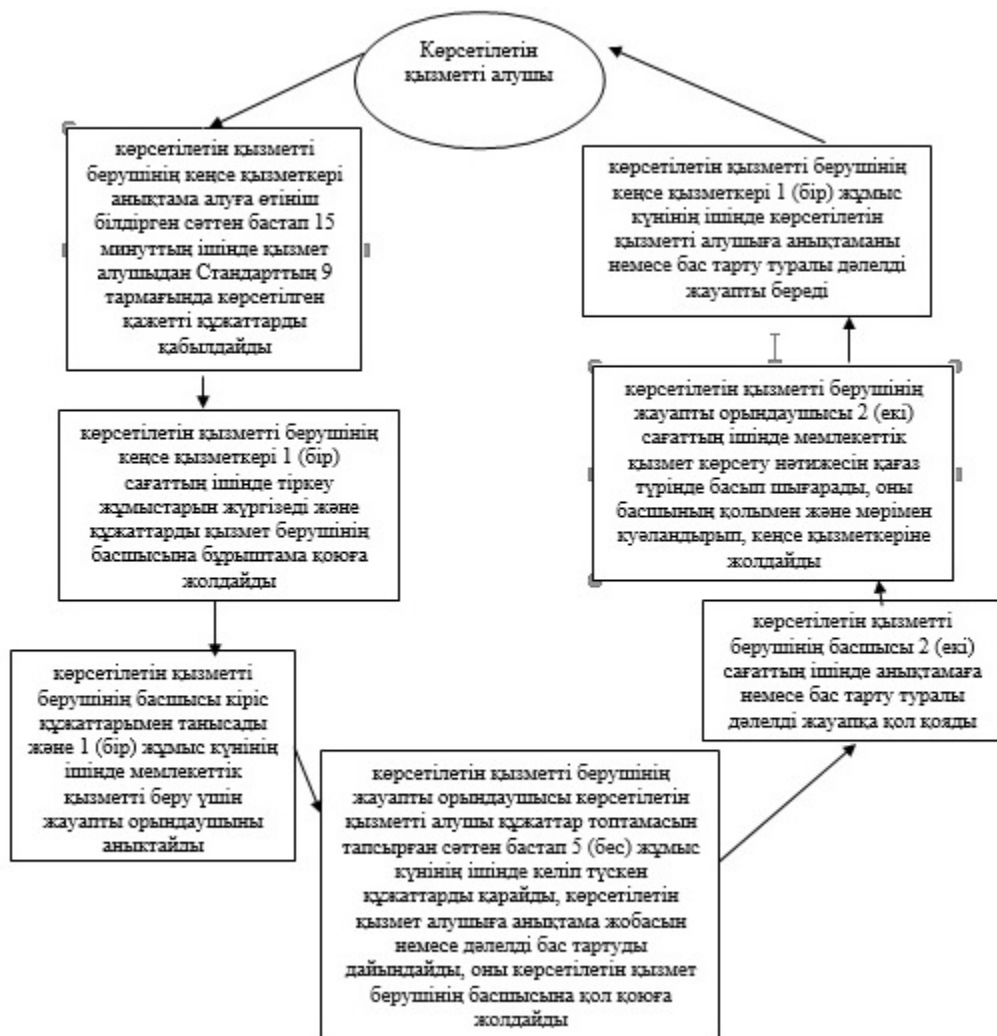 Көрсетілетін
қызметті алушы
көрсетілетін қызметті
берушінің кеңсе қызметкері
анықтама алуға өтініш
білдірген сәттен бастап 15
минуттың ішінде қызмет
алушыдан Стандарттың 9
тармағында көрсетілген
қажетті құжаттарды
қабылдайды
көрсетілетін қызметті берушінің
кеңсе қызметкері 1 (бір)
сағаттың ішінде тіркеу
жұмыстарын жүргізеді және
құжаттарды қызмет берушінің
басшысына бұрыштама қоюға
жолдайды
көрсетілетін қызметті
берушінің басшысы кіріс
құжаттарымен танысады
және 1 (бір) жұмыс күнінің
ішінде мемлекеттік
қызметті беру үшін
жауапты орындаушыны
анықтайды
көрсетілетін қызметті берушінің
жауапты орындаушысы көрсетілетін
қызметті алушы құжаттар топтамасын
тапсырған сәттен бастап 5 (бес) жұмыс
күнінің ішінде келіп түскен
құжаттарды қарайды, көрсетілетін
қызмет алушыға анықтама жобасын
немесе дәлелді бас тартуды
дайындайды, оны көрсетілетін қызмет
берушінің басшысына қол қоюға
жолдайды
көрсетілетін қызметті
берушінің басшысы 2 (екі)
сағаттың ішінде анықтамаға
немесе бас тарту туралы
дәлелді жауапқа қол қояды
көрсетілетін қызметті берушінің
жауапты орындаушысы 2 (екі)
сағаттың ішінде мемлекеттік
қызмет көрсету нәтижесін қағаз
түрінде басып шығарады, оны
басшының қолымен және мөрімен
куәландырып, кеңсе қызметкеріне
жолдайды
көрсетілетін қызметті берушінің
кеңсе қызметкері 1 (бір) жұмыс
күнінің ішінде көрсетілетін
қызметті алушыға анықтаманы
немесе бас тарту туралы дәлелді
жауапты береді